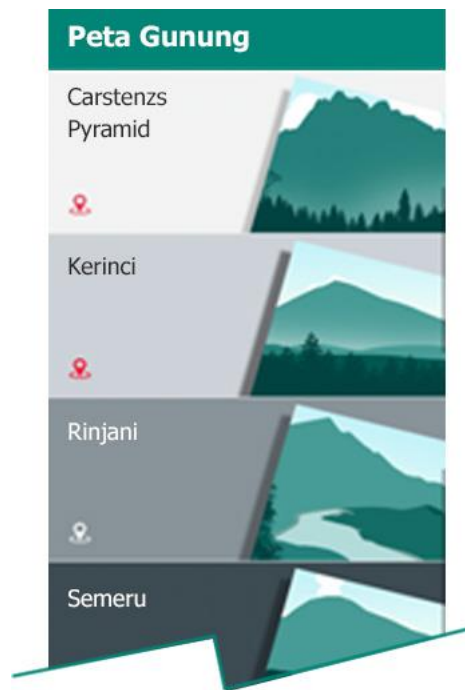 Peta Gunung
Carstenzs
Pyramid
Kerinci
Rinjani
Semeru